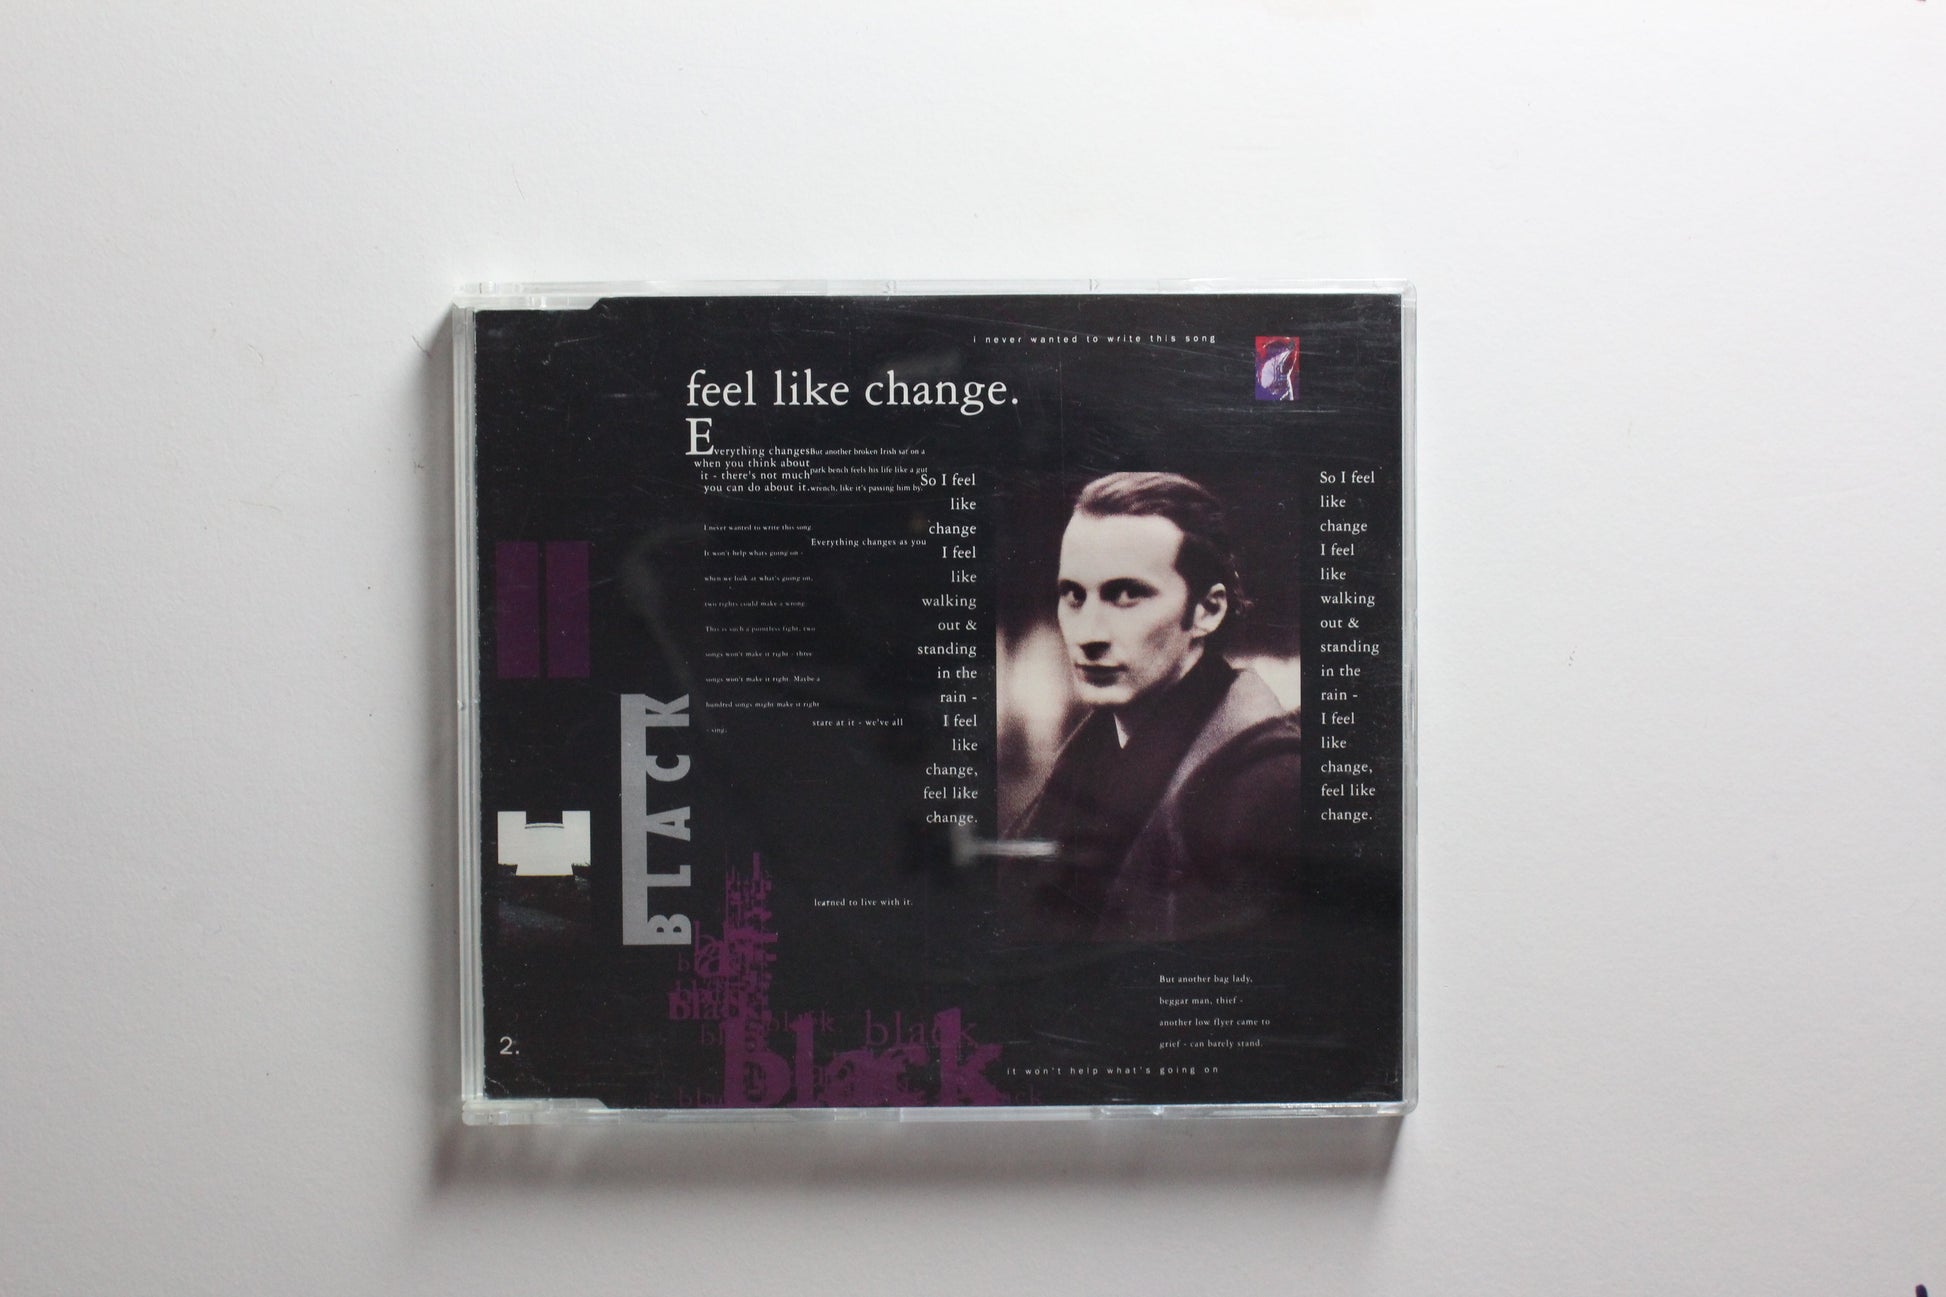 i never wanted to write this song
feel like change.
Everything changes
when you think about
it - there's not much
you can do about it.
But another broken Irish sat on a
park bench feels his life like a gut
wrench, like it's passing him by.
I never wanted to write this song
It won't help whats going on -
when we look at what's going on,
two rights could make a wrong.
This is such a pointless fight, two
songs won't make it right - three
songs won't make it right. Maybe a
hundred songs might make it right
- sing.
Everything changes as you
stare at it - we've all
learned to live with it.
So I feel
like
change
I feel
like
walking
out &
standing
in the
rain -
I feel
like
change,
feel like
change.
So I feel
like
change
I feel
like
walking
out &
standing
in the
rain -
I feel
like
change,
feel like
change.
BLACK
black
black
black
black
2.
But another bag lady,
beggar man, thief -
another low flyer came to
grief - can barely stand.
it won't help what's going on